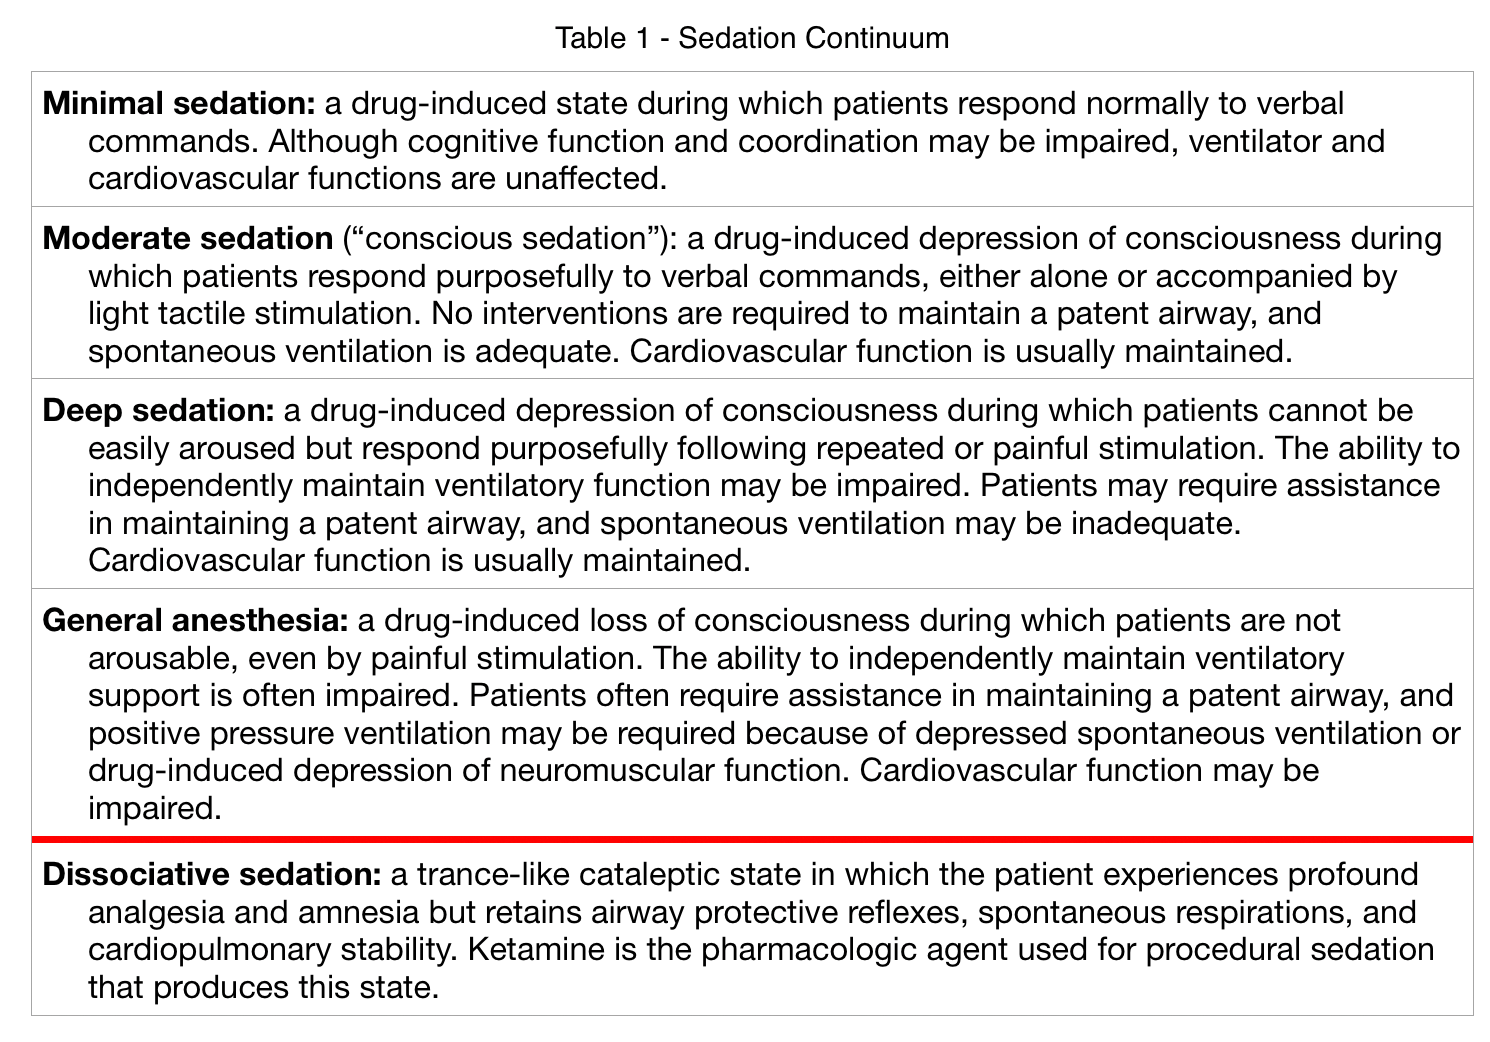 Table 1 - Sedation Continuum
Minimal sedation: a drug-induced state during which patients respond normally to verbal
commands. Although cognitive function and coordination may be impaired, ventilator and
cardiovascular functions are unaffected.
Moderate sedation (“conscious sedation”): a drug-induced depression of consciousness during
which patients respond purposefully to verbal commands, either alone or accompanied by
light tactile stimulation. No interventions are required to maintain a patent airway, and
spontaneous ventilation is adequate. Cardiovascular function is usually maintained.
Deep sedation: a drug-induced depression of consciousness during which patients cannot be
easily aroused but respond purposefully following repeated or painful stimulation. The ability to
independently maintain ventilatory function may be impaired. Patients may require assistance
in maintaining a patent airway, and spontaneous ventilation may be inadequate.
Cardiovascular function is usually maintained.
General anesthesia: a drug-induced loss of consciousness during which patients are not
arousable, even by painful stimulation. The ability to independently maintain ventilatory
support is often impaired. Patients often require assistance in maintaining a patent airway, and
positive pressure ventilation may be required because of depressed spontaneous ventilation or
drug-induced depression of neuromuscular function. Cardiovascular function may be
impaired.
Dissociative sedation: a trance-like cataleptic state in which the patient experiences profound
analgesia and amnesia but retains airway protective reflexes, spontaneous respirations, and
cardiopulmonary stability. Ketamine is the pharmacologic agent used for procedural sedation
that produces this state.